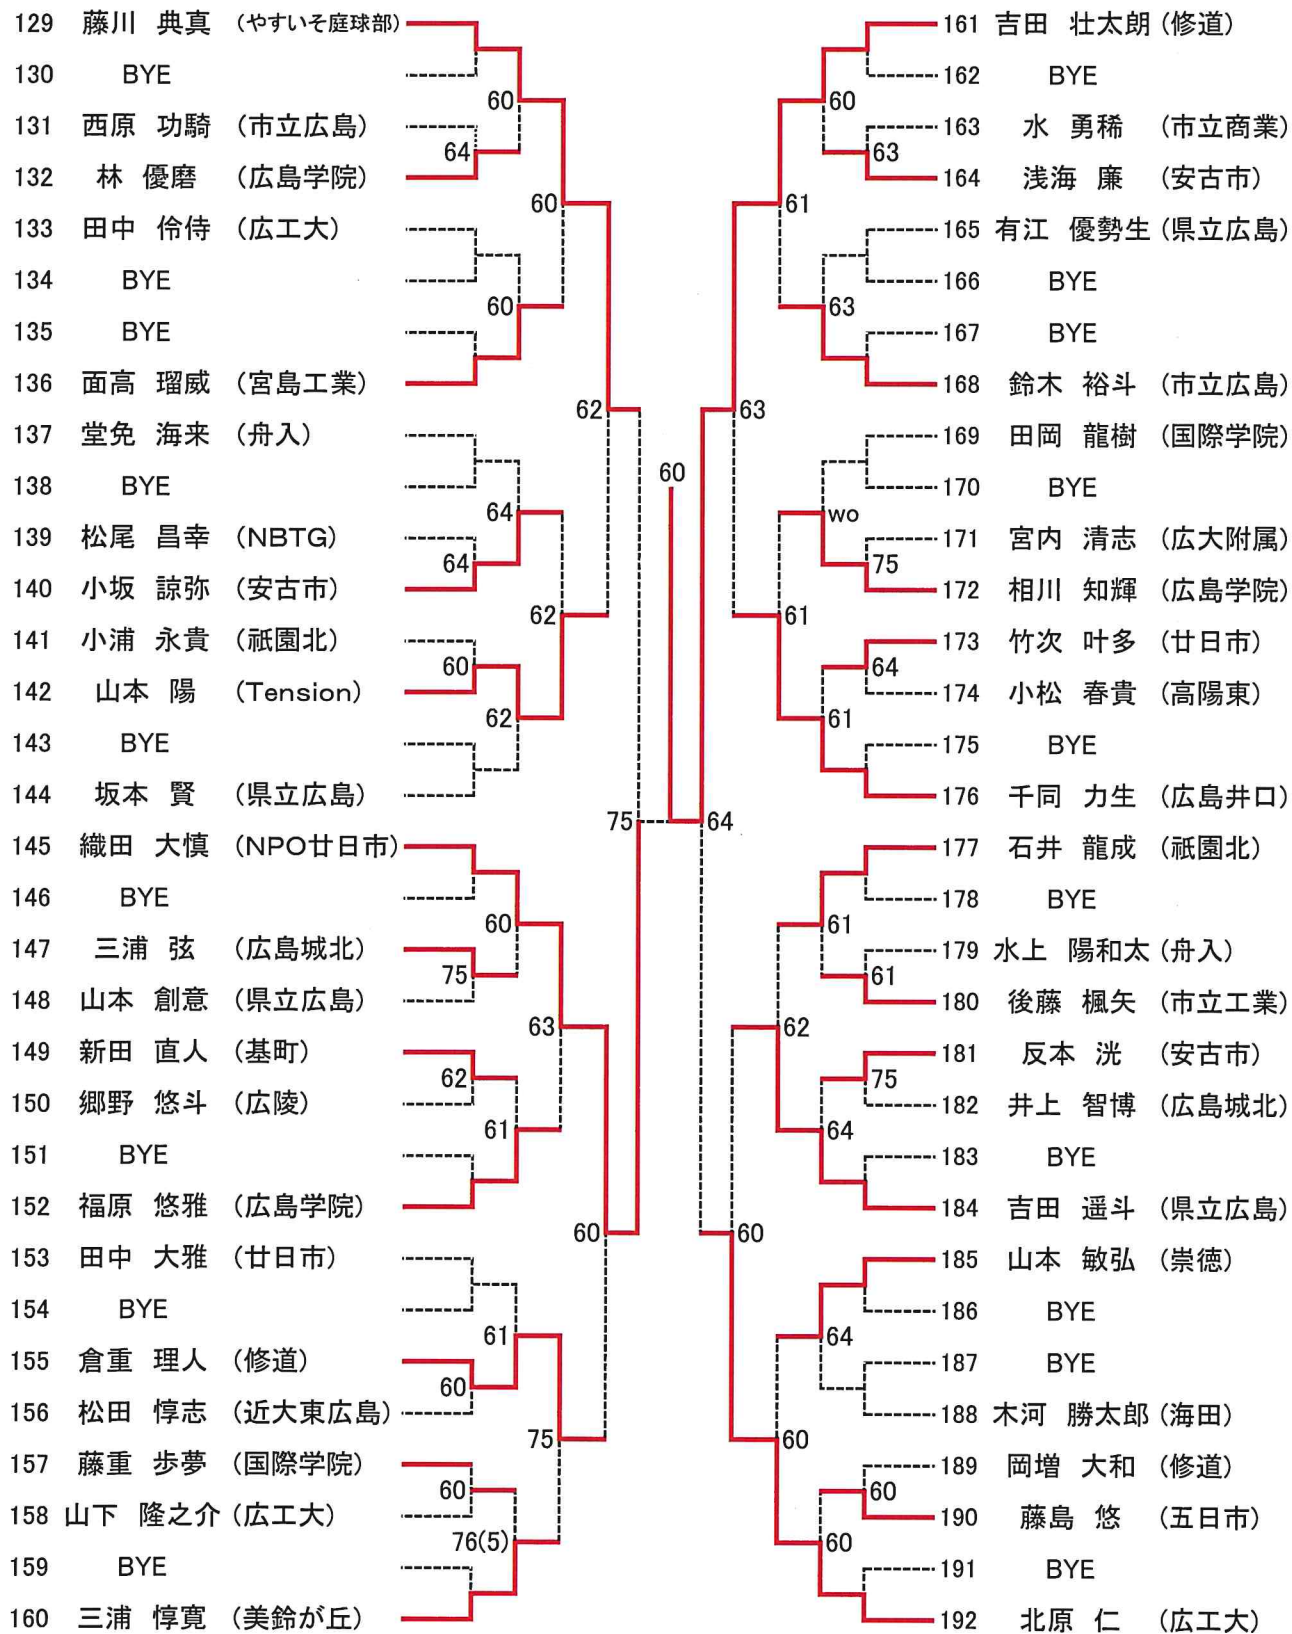 129 藤川 典真 (やすいそ庭球部)
130 BYE
60
131 西原 功騎 (市立広島)
64
132 林 優磨 (広島学院)
60
133 田中 伶侍 (広工大)
134 BYE
60
135 BYE
136 面高 瑠威 (宮島工業)
62
137 堂免 海来 (舟入)
138 BYE
64
139 松尾 昌幸 (NBTG)
64
140 小坂 諒弥 (安古市)
62
141 小浦 永貴 (祇園北)
60
142 山本 陽 (Tension)
62
143 BYE
144 坂本 賢 (県立広島)
75
145 織田 大慎 (NPO廿日市)
146 BYE
60
147 三浦 弦 (広島城北)
75
148 山本 創意 (県立広島)
63
149 新田 直人 (基町)
62
150 郷野 悠斗 (広陵)
61
151 BYE
152 福原 悠雅 (広島学院)
60
153 田中 大雅 (廿日市)
154 BYE
61
155 倉重 理人 (修道)
60
156 松田 惇志 (近大東広島)
75
157 藤重 歩夢 (国際学院)
60
158 山下 隆之介 (広工大)
76(5)
159 BYE
160 三浦 惇寛 (美鈴が丘)
60
161 吉田 壮太朗 (修道)
162 BYE
60
163 水 勇稀 (市立商業)
63
164 浅海 廉 (安古市)
61
165 有江 優勢生 (県立広島)
166 BYE
63
167 BYE
168 鈴木 裕斗 (市立広島)
63
169 田岡 龍樹 (国際学院)
170 BYE
wo
171 宮内 清志 (広大附属)
75
172 相川 知輝 (広島学院)
61
173 竹次 叶多 (廿日市)
64
174 小松 春貴 (高陽東)
61
175 BYE
176 千同 力生 (広島井口)
64
177 石井 龍成 (祇園北)
178 BYE
61
179 水上 陽和太 (舟入)
61
180 後藤 楓矢 (市立工業)
62
181 反本 洸 (安古市)
75
182 井上 智博 (広島城北)
64
183 BYE
184 吉田 遥斗 (県立広島)
60
185 山本 敏弘 (崇徳)
186 BYE
64
187 BYE
188 木河 勝太郎 (海田)
60
189 岡増 大和 (修道)
60
190 藤島 悠 (五日市)
60
191 BYE
192 北原 仁 (広工大)